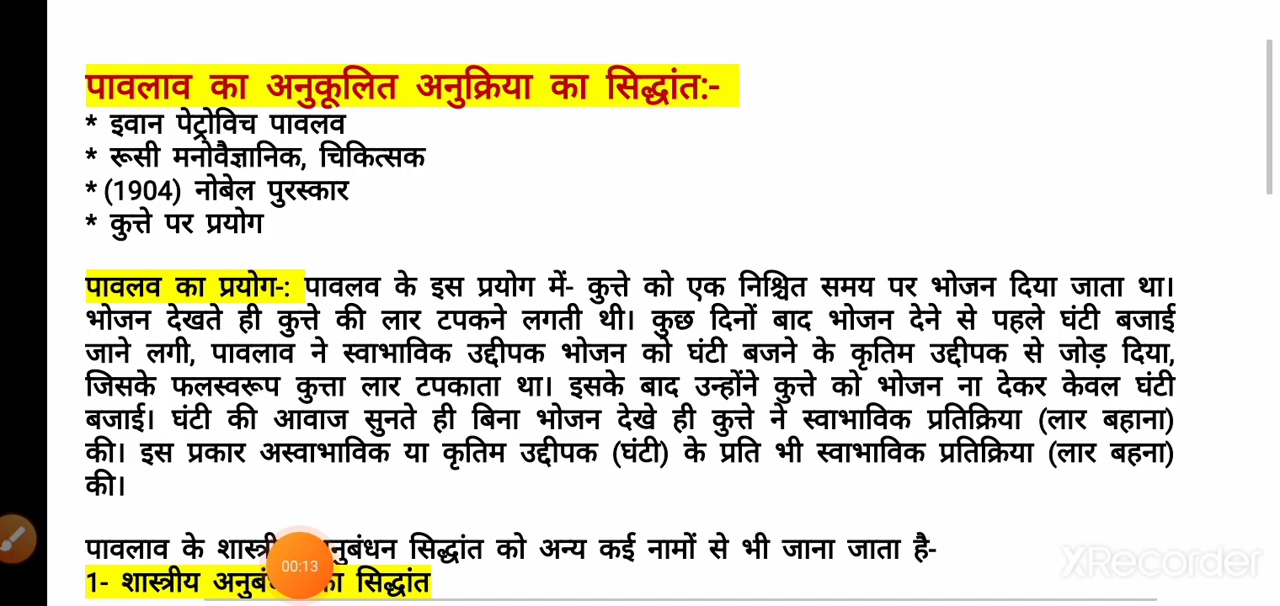 पावलाव का अनुकूलित अनुक्रिया का सिद्धांत:-
* इवान पेट्रोविच पावलव
* रूसी मनोवैज्ञानिक, चिकित्सक
* (1904) नोबेल पुरस्कार
* कुत्ते पर प्रयोग
पावलव का प्रयोग-: पावलव के इस प्रयोग में- कुत्ते को एक निश्चित समय पर भोजन दिया जाता था।
भोजन देखते ही कुत्ते की लार टपकने लगती थी। कुछ दिनों बाद भोजन देने से पहले घंटी बजाई
जाने लगी, पावलाव ने स्वाभाविक उद्दीपक भोजन को घंटी बजने के कृतिम उद्दीपक से जोड़ दिया,
जिसके फलस्वरूप कुत्ता लार टपकाता था। इसके बाद उन्होंने कुत्ते को भोजन ना देकर केवल घंटी
बजाई। घंटी की आवाज सुनते ही बिना भोजन देखे ही कुत्ते ने स्वाभाविक प्रतिक्रिया (लार बहाना)
की। इस प्रकार अस्वाभाविक या कृतिम उद्दीपक (घंटी) के प्रति भी स्वाभाविक प्रतिक्रिया (लार बहना)
की।
पावलाव के सिद्धांत को अन्य कई नामों से भी जाना जाता है-
1- शास्त्रीय सिद्धांत
00:13
XRecorder